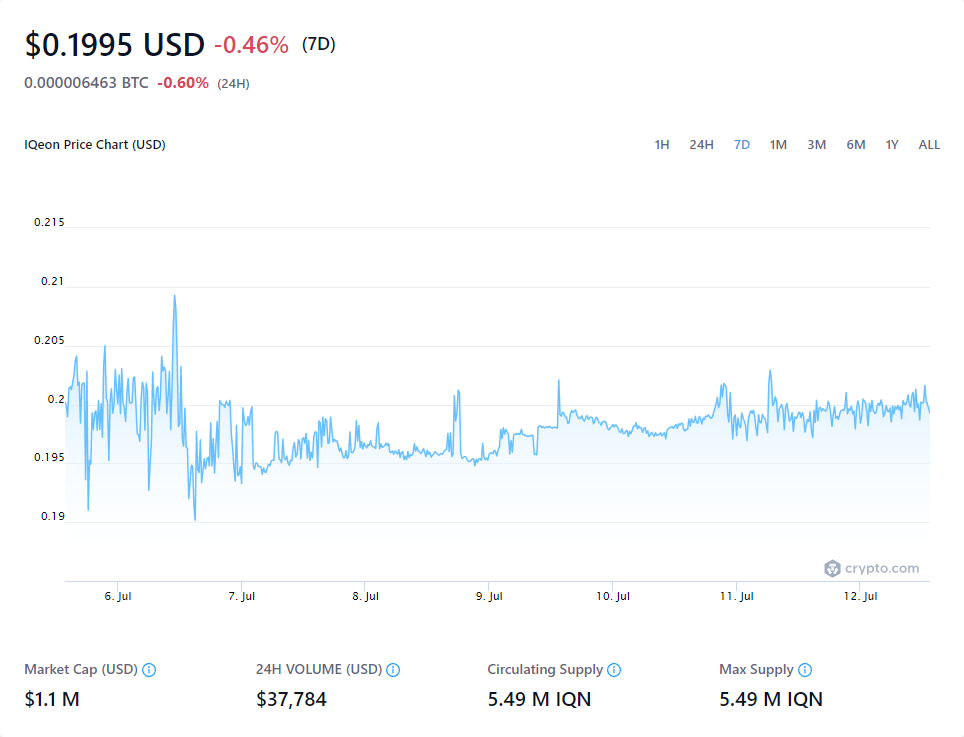 $0.1995 USD -0.46% (7D)
0.000006463 BTC -0.60% (24H)
IQeon Price Chart (USD) 1H 24H 7D 1M 3M 6M 1Y ALL
0.215
0.21
0.205
0.2
0.195
0.19
crypto.com
6. Jul 7. Jul 8. Jul 9. Jul 10. Jul 11. Jul 12. Jul
Market Cap (USD) 24H VOLUME (USD) Circulating Supply Max Supply
$1.1 M $37,784 5.49 M IQN 5.49 M IQN